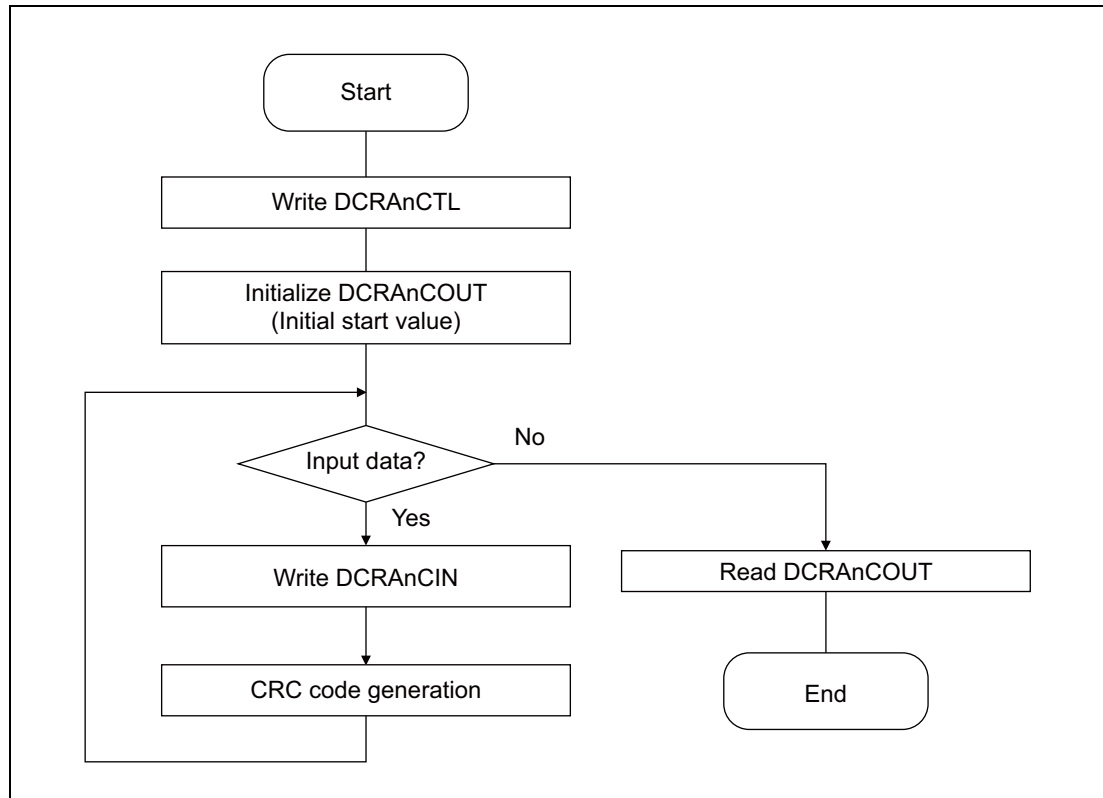 Start
Write DCRAnCTL
Initialize DCRAnCOUT
(Initial start value)
Input data?
No
Yes
Write DCRAnCIN
Read DCRAnCOUT
CRC code generation
End